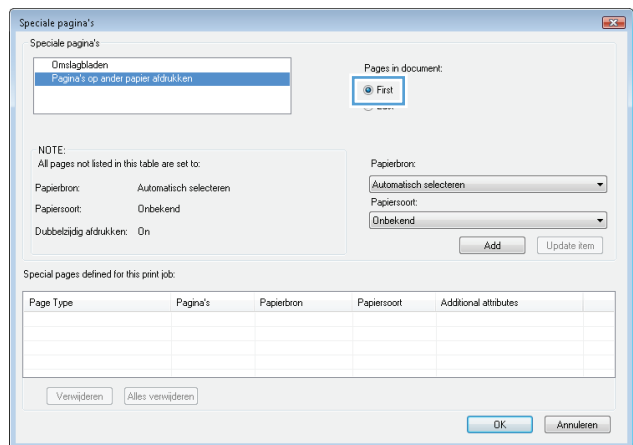 Speciale pagina's
Speciale pagina's
Omslagbladen
Pagina's op ander papier afdrukken
Pages in document:
First
NOTE:
All pages not listed in this table are set to:
Papierbron: Automatisch selecteren
Papiersoort: Onbekend
Dubbelzijdig afdrukken: On
Papierbron:
Automatisch selecteren
Papiersoort:
Onbekend
Add Update item
Special pages defined for this print job:
Page Type Pagina's Papierbron Papiersoort Additional attributes
Verwijderen Alles verwijderen
OK Annuleren